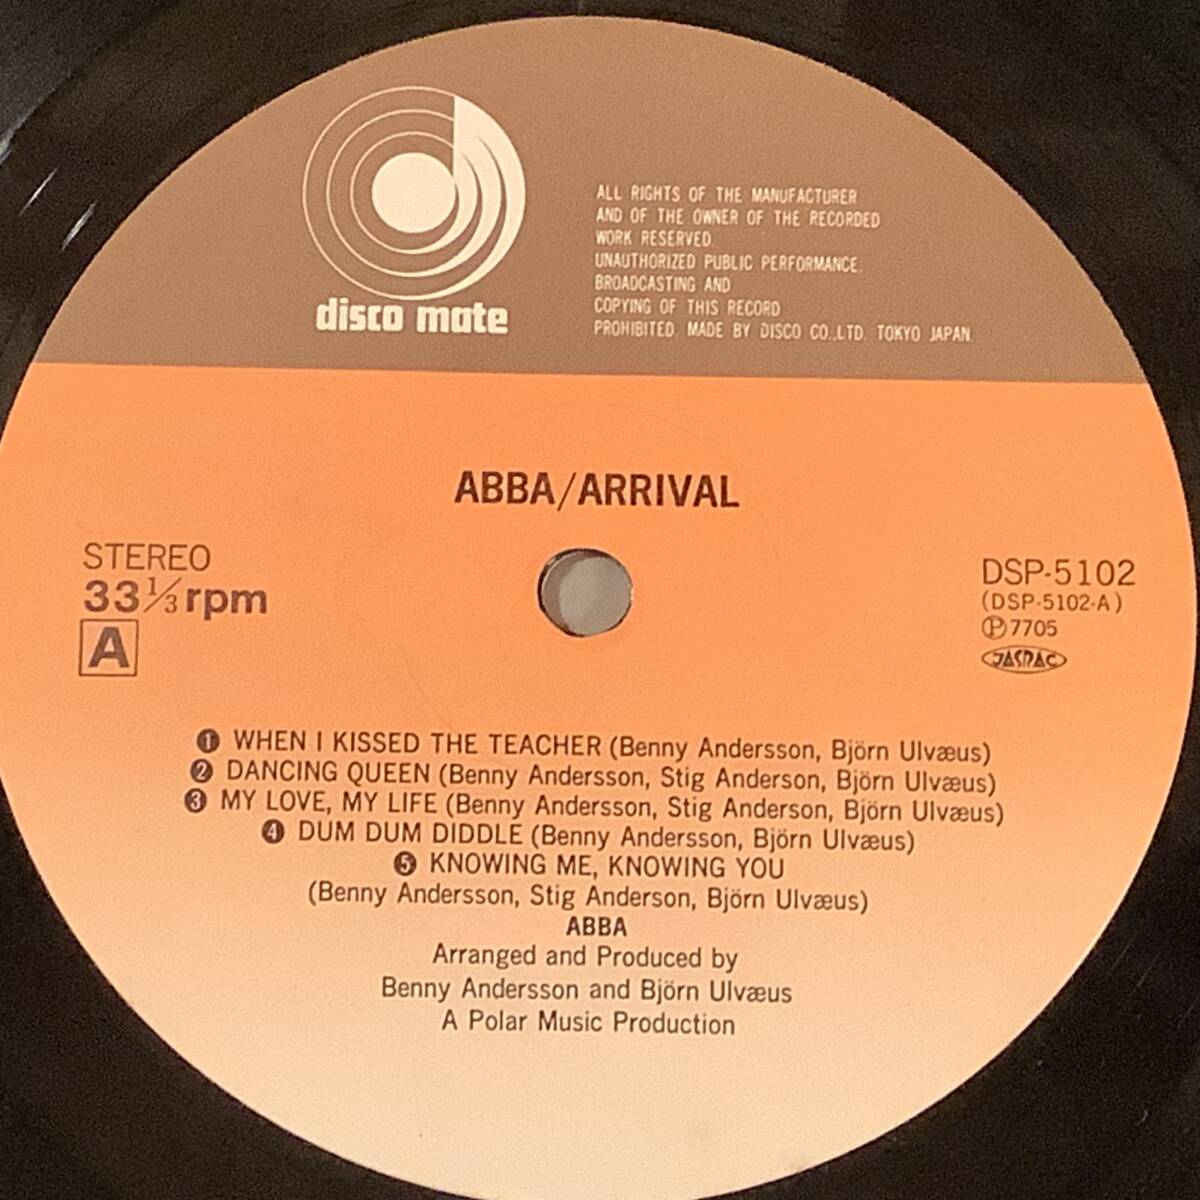 disco mate
ALL RIGHTS OF THE MANUFACTURER
AND OF THE OWNER OF THE RECORDED
WORK RESERVED.
UNAUTHORIZED PUBLIC PERFORMANCE.
BROADCASTING AND
COPYING OF THIS RECORD
PROHIBITED. MADE BY DISCO CO.,LTD. TOKYO JAPAN.
ABBA/ARRIVAL
STEREO
33⅓rpm
A
DSP-5102
(DSP-5102-A)
Ⓟ7705
JASRAC
❶ WHEN I KISSED THE TEACHER (Benny Andersson, Björn Ulvæus)
❷ DANCING QUEEN (Benny Andersson, Stig Anderson, Björn Ulvæus)
❸ MY LOVE, MY LIFE (Benny Andersson, Stig Anderson, Björn Ulvæus)
❹ DUM DUM DIDDLE (Benny Andersson, Björn Ulvæus)
❺ KNOWING ME, KNOWING YOU
(Benny Andersson, Stig Anderson, Björn Ulvæus)
ABBA
Arranged and Produced by
Benny Andersson and Björn Ulvæus
A Polar Music Production